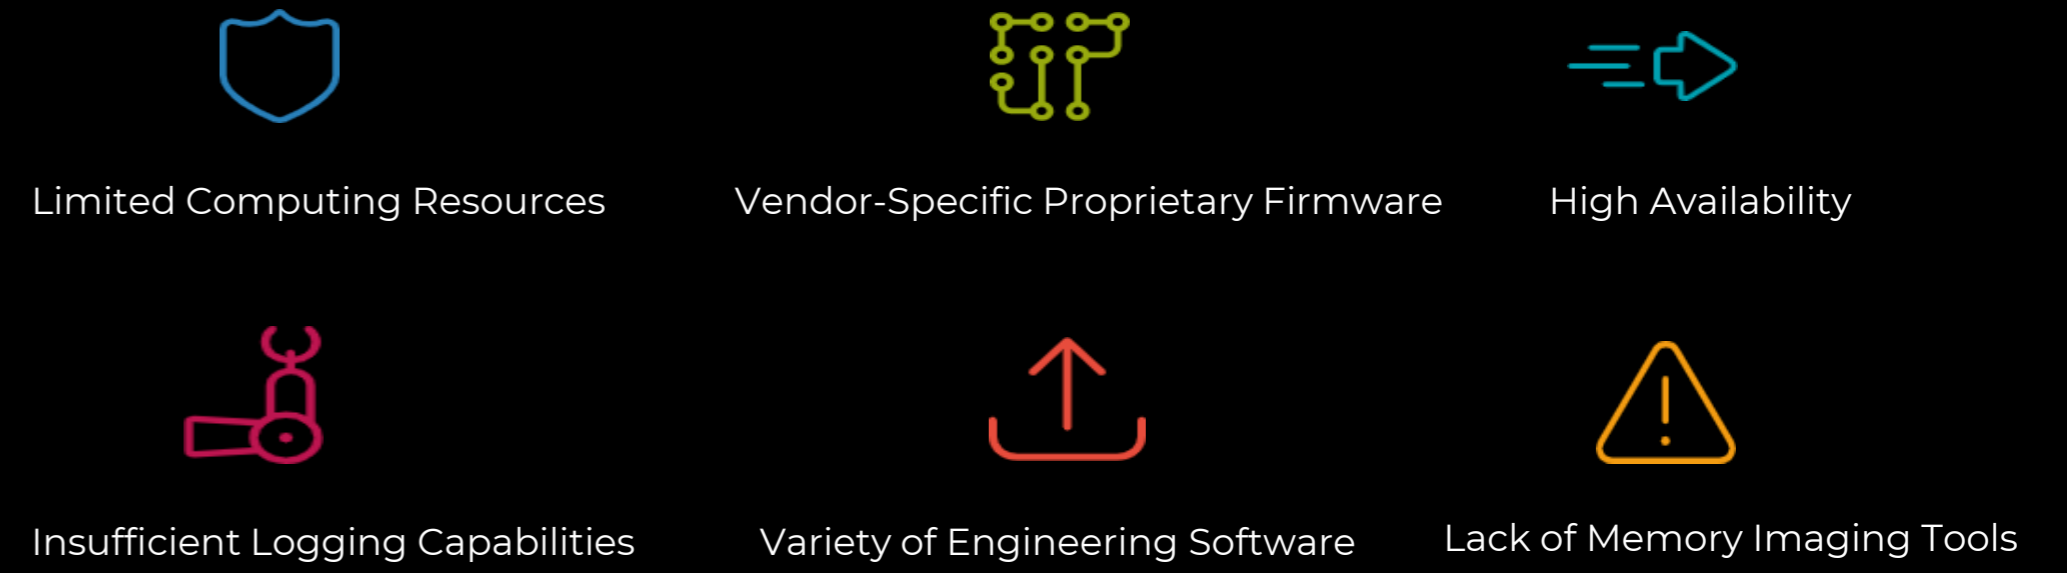 Limited Computing Resources
Vendor-Specific Proprietary Firmware
High Availability
Insufficient Logging Capabilities
Variety of Engineering Software
Lack of Memory Imaging Tools